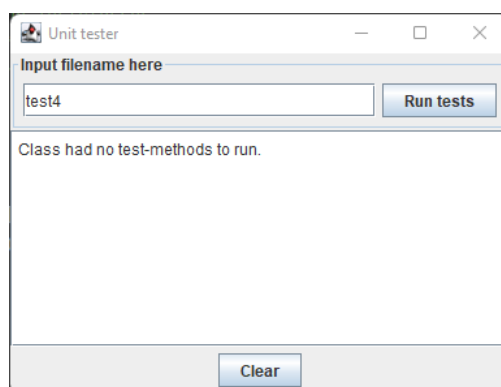 Unit tester
Input filename here
test4
Run tests
Class had no test-methods to run.
Clear